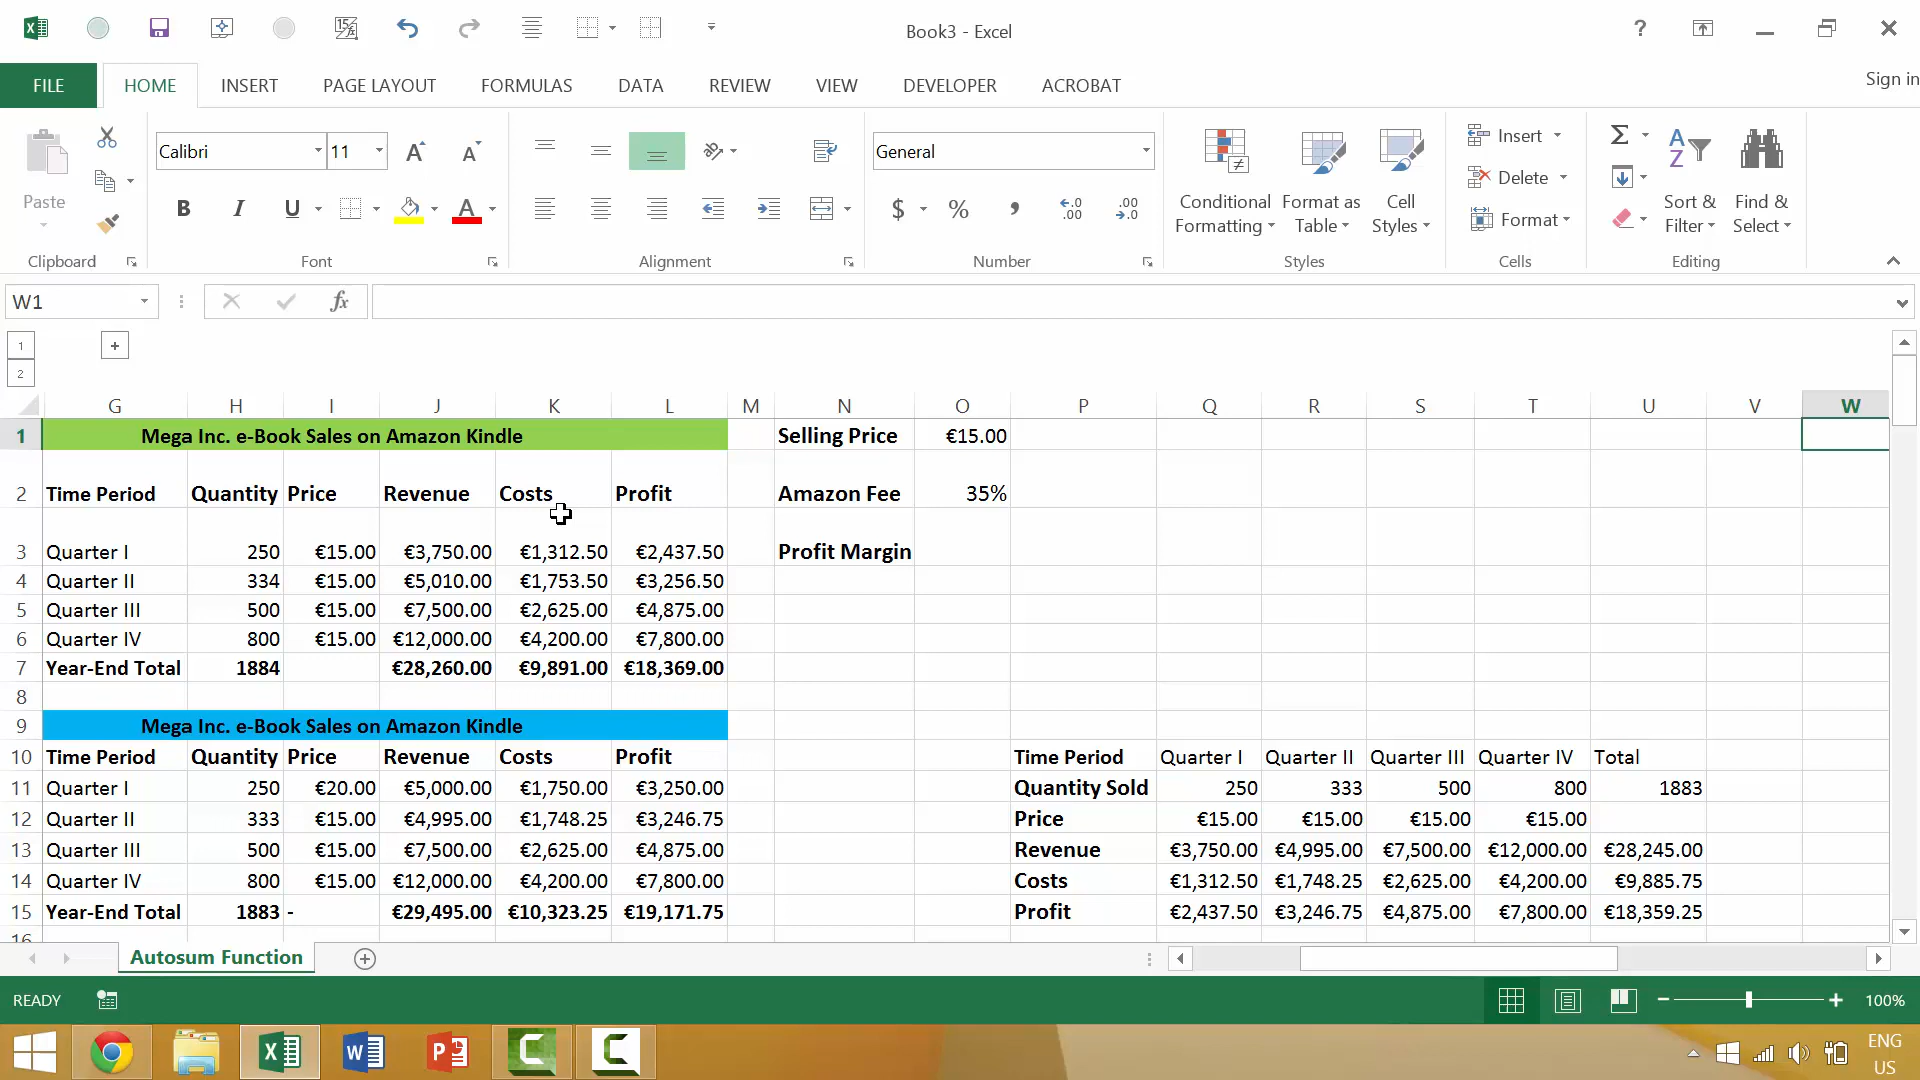 Book3 - Excel
?
Sign in
FILE HOME INSERT PAGE LAYOUT FORMULAS DATA REVIEW VIEW DEVELOPER ACROBAT
Paste
Clipboard
Calibri 11
B I U A
Font
Alignment
General
$ % ,
Number
Conditional Formatting
Format as Table
Cell Styles
Styles
Insert
Delete
Format
Cells
Sort & Filter
Find & Select
Editing
W1
fx
1
2
G H I J K L M N O P Q R S T U V W
1 Mega Inc. e-Book Sales on Amazon Kindle Selling Price €15.00
2 Time Period Quantity Price Revenue Costs Profit Amazon Fee 35%
3 Quarter I 250 €15.00 €3,750.00 €1,312.50 €2,437.50 Profit Margin
4 Quarter II 334 €15.00 €5,010.00 €1,753.50 €3,256.50
5 Quarter III 500 €15.00 €7,500.00 €2,625.00 €4,875.00
6 Quarter IV 800 €15.00 €12,000.00 €4,200.00 €7,800.00
7 Year-End Total 1884 €28,260.00 €9,891.00 €18,369.00
8
9 Mega Inc. e-Book Sales on Amazon Kindle
10 Time Period Quantity Price Revenue Costs Profit Time Period Quarter I Quarter II Quarter III Quarter IV Total
11 Quarter I 250 €20.00 €5,000.00 €1,750.00 €3,250.00 Quantity Sold 250 333 500 800 1883
12 Quarter II 333 €15.00 €4,995.00 €1,748.25 €3,246.75 Price €15.00 €15.00 €15.00 €15.00
13 Quarter III 500 €15.00 €7,500.00 €2,625.00 €4,875.00 Revenue €3,750.00 €4,995.00 €7,500.00 €12,000.00 €28,245.00
14 Quarter IV 800 €15.00 €12,000.00 €4,200.00 €7,800.00 Costs €1,312.50 €1,748.25 €2,625.00 €4,200.00 €9,885.75
15 Year-End Total 1883 - €29,495.00 €10,323.25 €19,171.75 Profit €2,437.50 €3,246.75 €4,875.00 €7,800.00 €18,359.25
16
Autosum Function
READY
100%
ENG
US